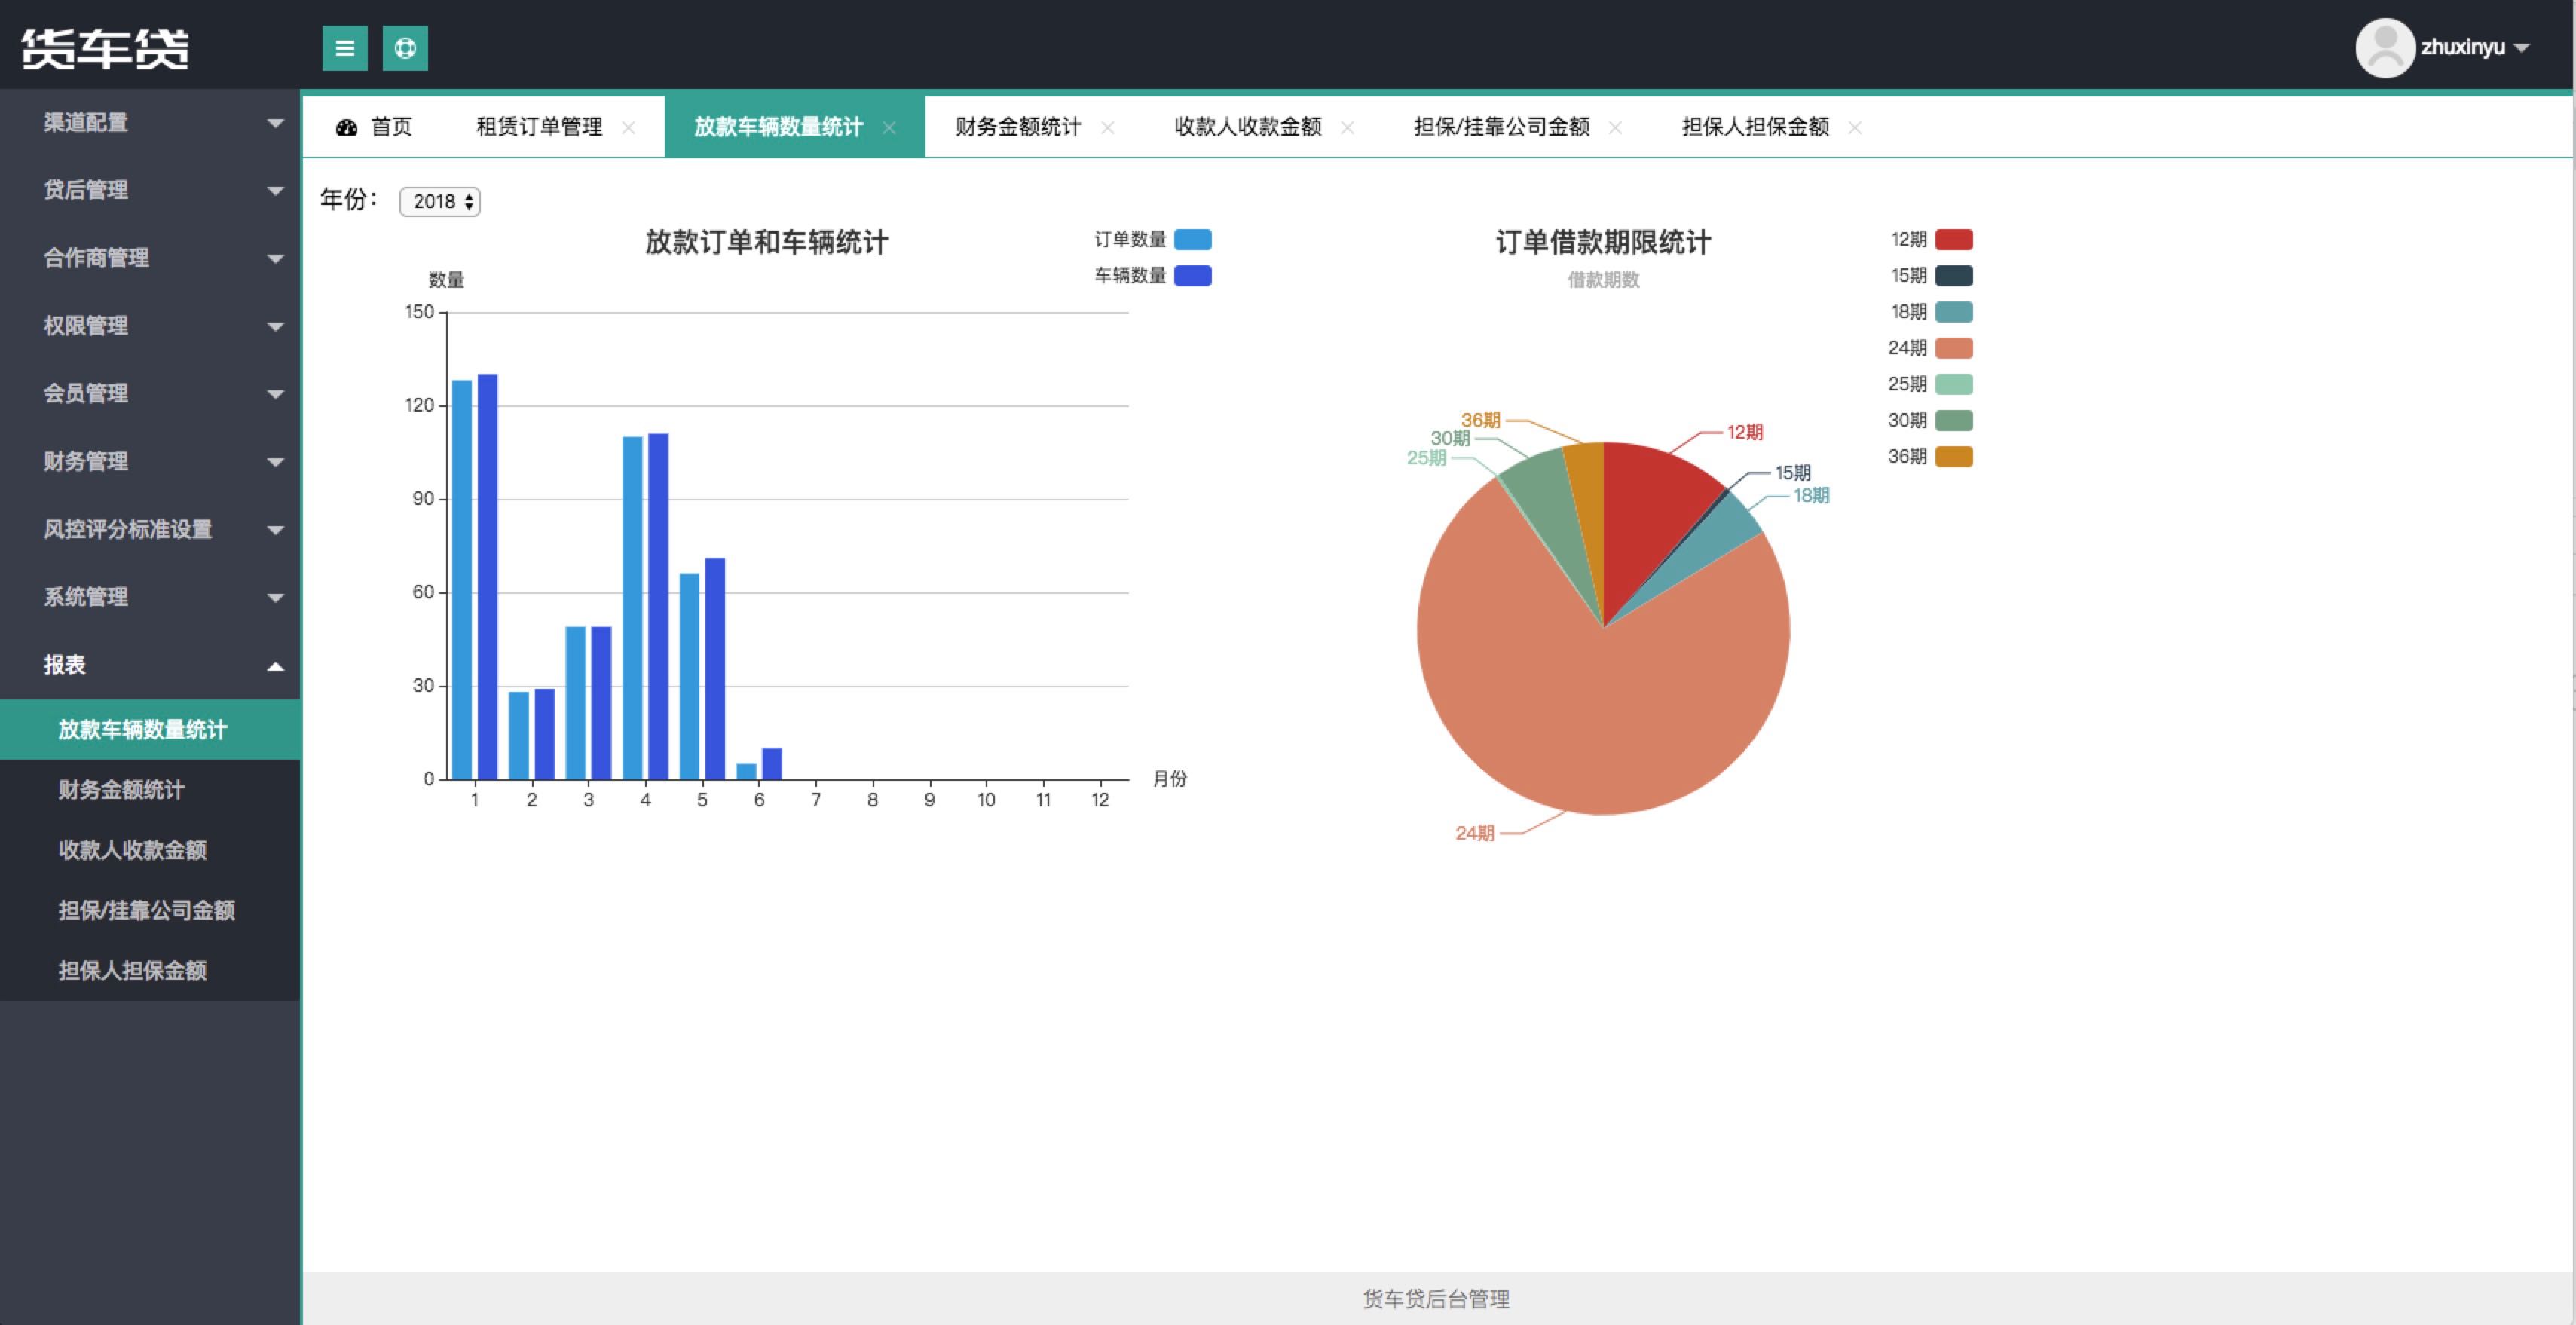 货车贷
zhuxinyu
渠道配置
贷后管理
合作商管理
权限管理
会员管理
财务管理
风控评分标准设置
系统管理
报表
放款车辆数量统计
财务金额统计
收款人收款金额
担保/挂靠公司金额
担保人担保金额
首页 租赁订单管理 放款车辆数量统计 财务金额统计 收款人收款金额 担保/挂靠公司金额 担保人担保金额
年份： 2018
放款订单和车辆统计
订单数量
车辆数量
数量
150
120
90
60
30
0
1 2 3 4 5 6 7 8 9 10 11 12
月份
订单借款期限统计
借款期数
12期
15期
18期
24期
25期
30期
36期
36期
30期
25期
12期
15期
18期
24期
货车贷后台管理